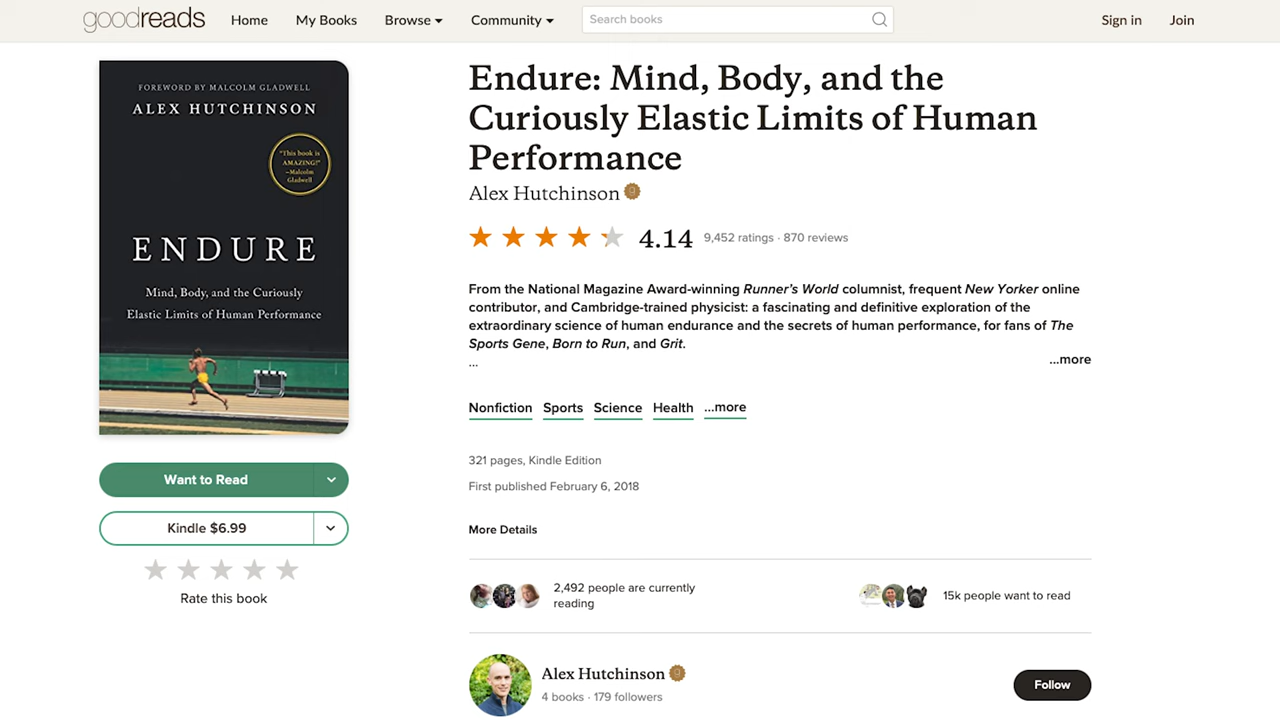 goodreads
Home
My Books
Browse
Community
Search books
Sign in
Join
FOREWORD BY MALCOLM GLADWELL
ALEX HUTCHINSON
"This book is
AMAZING!"
–Malcolm
Gladwell
ENDURE
Mind, Body, and the Curiously
Elastic Limits of Human Performance
Want to Read
Kindle $6.99
Rate this book
Endure: Mind, Body, and the
Curiously Elastic Limits of Human
Performance
Alex Hutchinson
4.14
9,452 ratings · 870 reviews
From the National Magazine Award-winning Runner's World columnist, frequent New Yorker online
contributor, and Cambridge-trained physicist: a fascinating and definitive exploration of the
extraordinary science of human endurance and the secrets of human performance, for fans of The
Sports Gene, Born to Run, and Grit.
...
...more
Nonfiction
Sports
Science
Health
...more
321 pages, Kindle Edition
First published February 6, 2018
More Details
2,492 people are currently
reading
15k people want to read
Alex Hutchinson
4 books · 179 followers
Follow